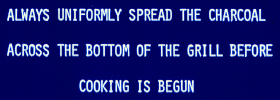 ALWAYS UNIFORMLY SPREAD THE CHARCOAL
ACROSS THE BOTTOM OF THE GRILL BEFORE
COOKING IS BEGUN